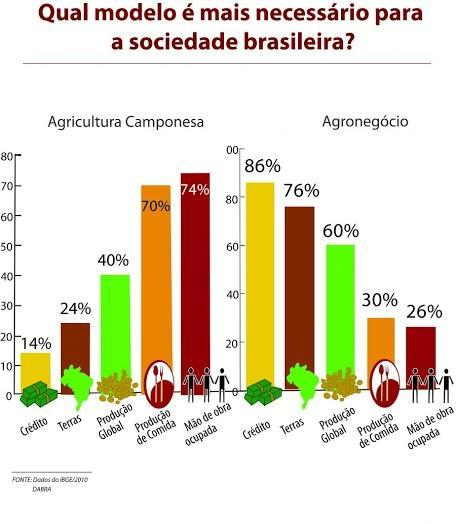 Qual modelo é mais necessário para
a sociedade brasileira?
Agricultura Camponesa
80
70
60
50
40
30
20
10
0
14%
24%
40%
70%
74%
Crédito
Terras
Produção
Global
Produção
de Comida
Mão de obra
ocupada
Agronegócio
00
80
60
40
20
0
86%
76%
60%
30%
26%
Crédito
Terras
Produção
Global
Produção
de Comida
Mão de obra
ocupada
FONTE: Dados do IBGE/2010
DABRA